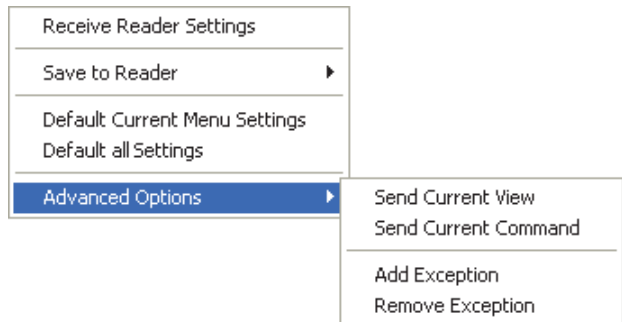 Receive Reader Settings
Save to Reader
Default Current Menu Settings
Default all Settings
Advanced Options
Send Current View
Send Current Command
Add Exception
Remove Exception